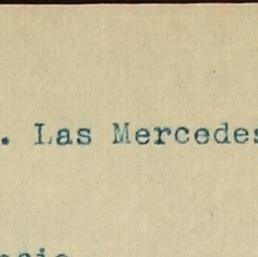 . Las Mercedes